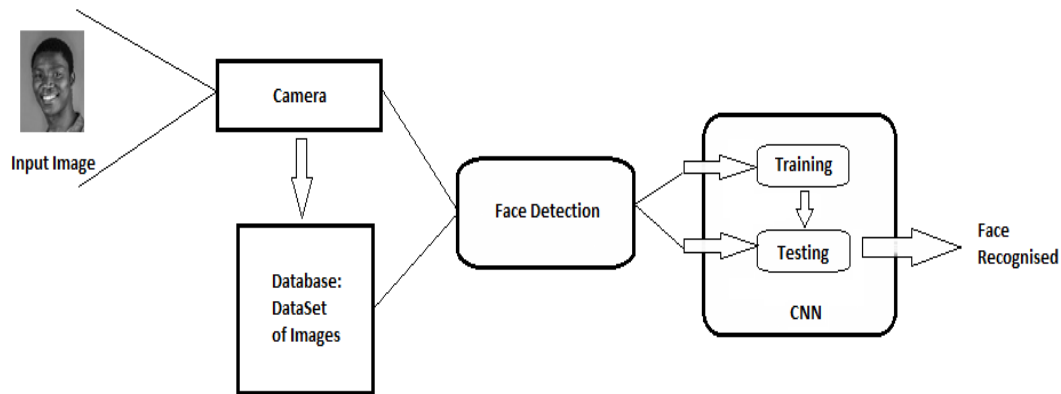 Input Image
Camera
Database:
DataSet
of Images
Face Detection
Training
Testing
CNN
Face
Recognised